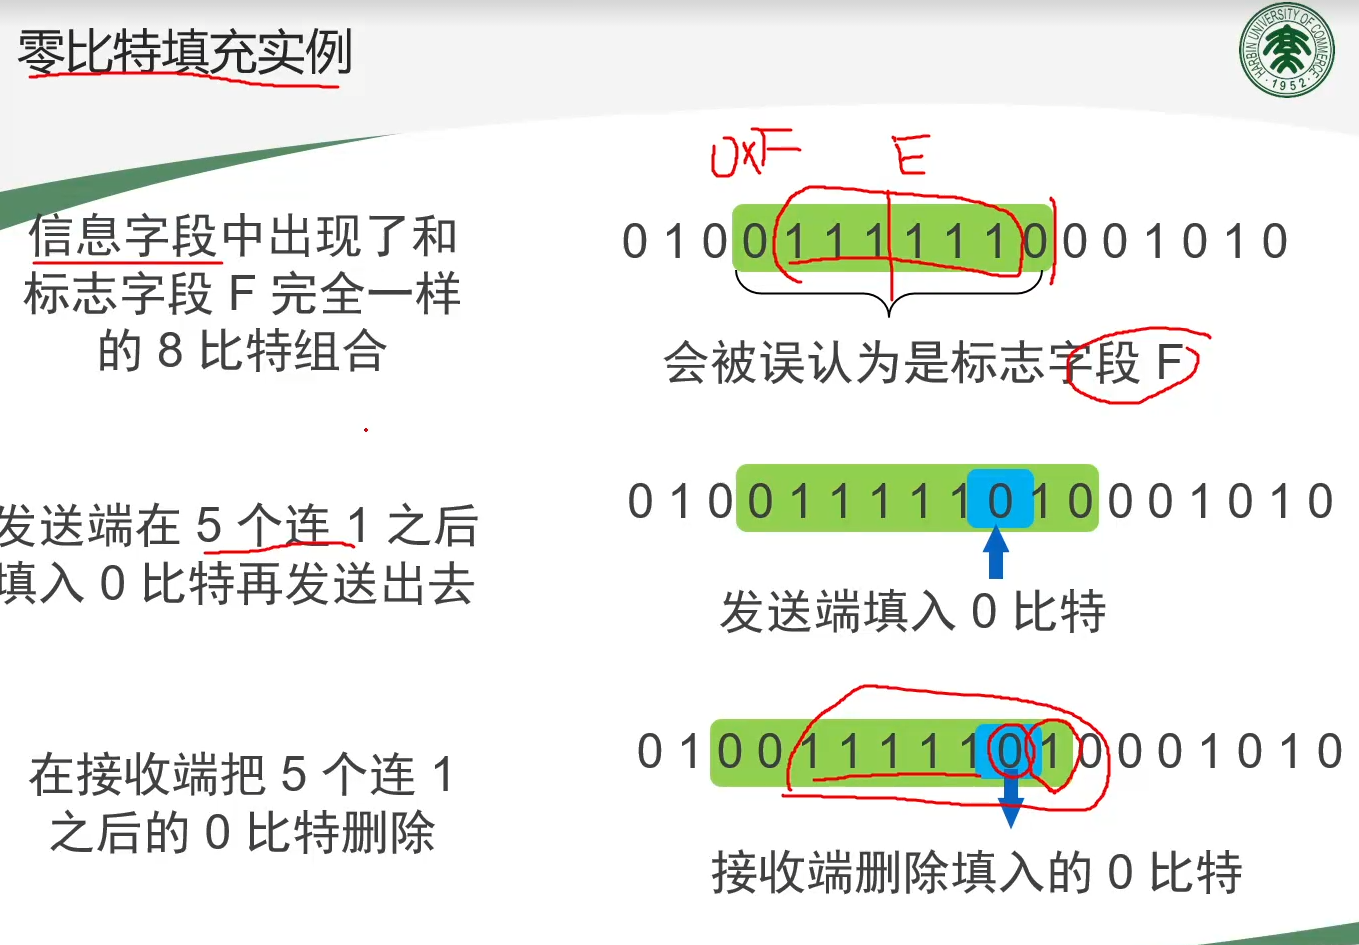 零比特填充实例
HARBIN UNIVERSITY OF COMMERCE
·1952·
0xF E
信息字段中出现了和
标志字段 F 完全一样
的 8 比特组合
0 1 0 0 1 1 1 1 1 1 0 0 0 1 0 1 0
会被误认为是标志字段 F
发送端在 5 个连 1 之后
填入 0 比特再发送出去
0 1 0 0 1 1 1 1 1 0 1 0 0 0 1 0 1 0
发送端填入 0 比特
在接收端把 5 个连 1
之后的 0 比特删除
0 1 0 0 1 1 1 1 1 0 1 0 0 0 1 0 1 0
接收端删除填入的 0 比特